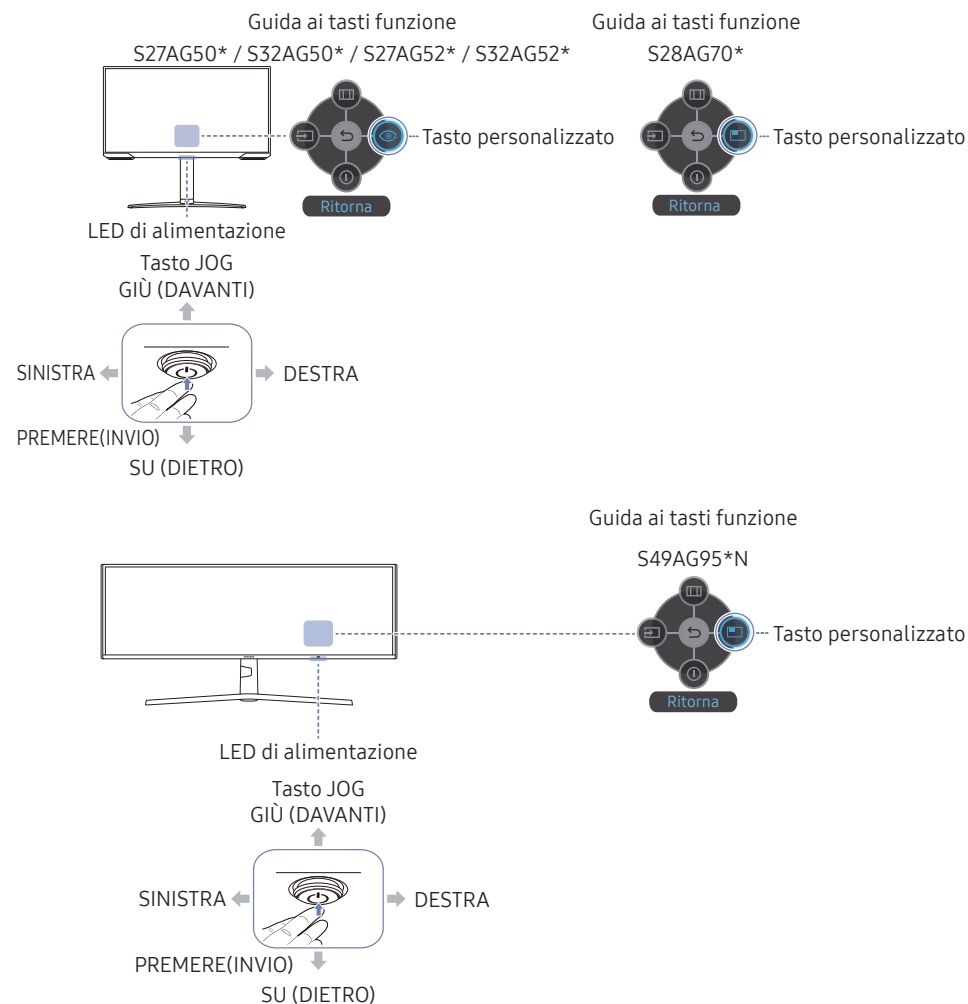 Guida ai tasti funzione
S27AG50* / S32AG50* / S27AG52* / S32AG52*
Tasto personalizzato
Ritorna
Guida ai tasti funzione
S28AG70*
Tasto personalizzato
Ritorna
LED di alimentazione
Tasto JOG
GIÙ (DAVANTI)
SINISTRA
DESTRA
PREMERE(INVIO)
SU (DIETRO)
Guida ai tasti funzione
S49AG95*N
Tasto personalizzato
Ritorna
LED di alimentazione
Tasto JOG
GIÙ (DAVANTI)
SINISTRA
DESTRA
PREMERE(INVIO)
SU (DIETRO)